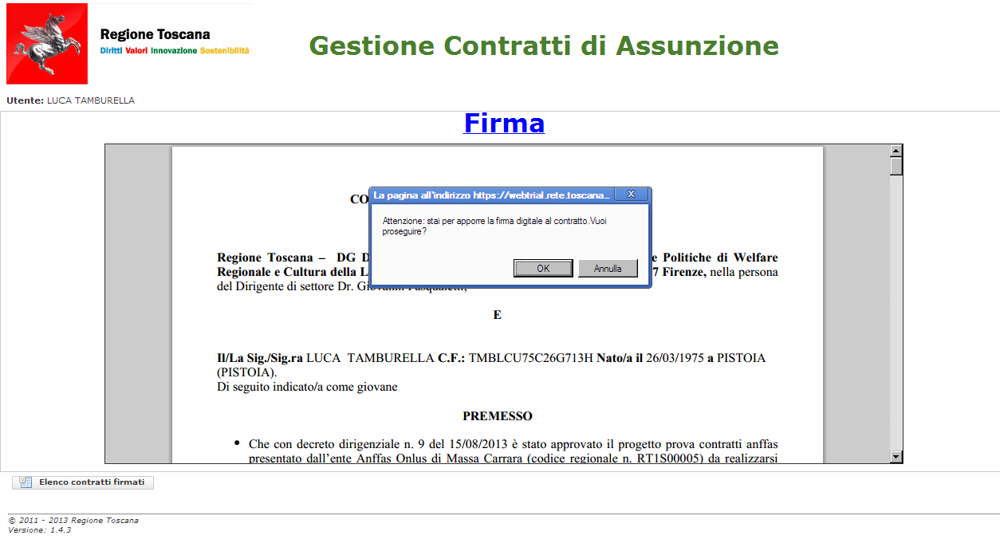 Regione Toscana
Diritti Valori Innovazione Sostenibilità
Gestione Contratti di Assunzione
Utente: LUCA TAMBURELLA
Firma
CO
La pagina all'indirizzo https://webtrial.rete.toscana...
X
Attenzione: stai per apporre la firma digitale al contratto.Vuoi
proseguire?
OK Annulla
Regione Toscana – DG D e Politiche di Welfare
Regionale e Cultura della L 7 Firenze, nella persona
del Dirigente di settore Dr. Giovanni Pasqualetti,
E
Il/La Sig./Sig.ra LUCA TAMBURELLA C.F.: TMBLCU75C26G713H Nato/a il 26/03/1975 a PISTOIA
(PISTOIA).
Di seguito indicato/a come giovane
PREMESSO
• Che con decreto dirigenziale n. 9 del 15/08/2013 è stato approvato il progetto prova contratti anffas
presentato dall'ente Anffas Onlus di Massa Carrara (codice regionale n. RT1S00005) da realizzarsi
Elenco contratti firmati
© 2011 - 2013 Regione Toscana
Versione: 1.4.3